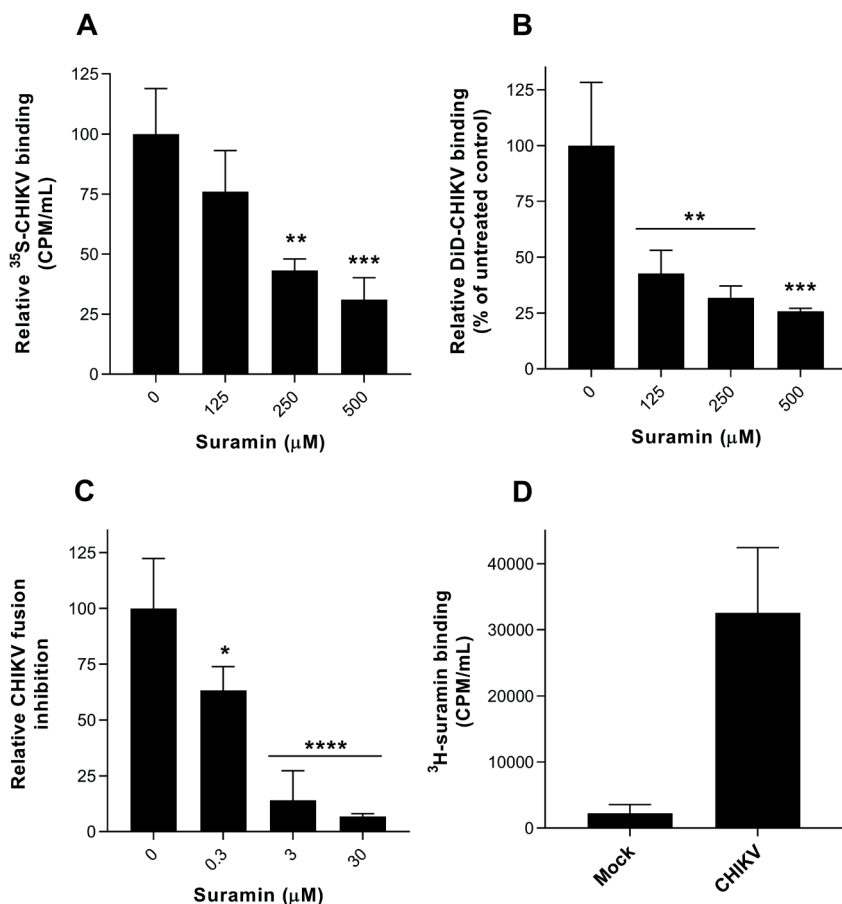 A
Relative ³⁵S-CHIKV binding
(CPM/mL)
125
100
75
50
25
0
**
***
0
125
250
500
Suramin (μM)
B
Relative DiD-CHIKV binding
(% of untreated control)
125
100
75
50
25
0
**
***
0
125
250
500
Suramin (μM)
C
Relative CHIKV fusion
inhibition
125
100
75
50
25
0
*
****
0
0.3
3
30
Suramin (μM)
D
³H-suramin binding
(CPM/mL)
40000
30000
20000
10000
0
Mock
CHIKV